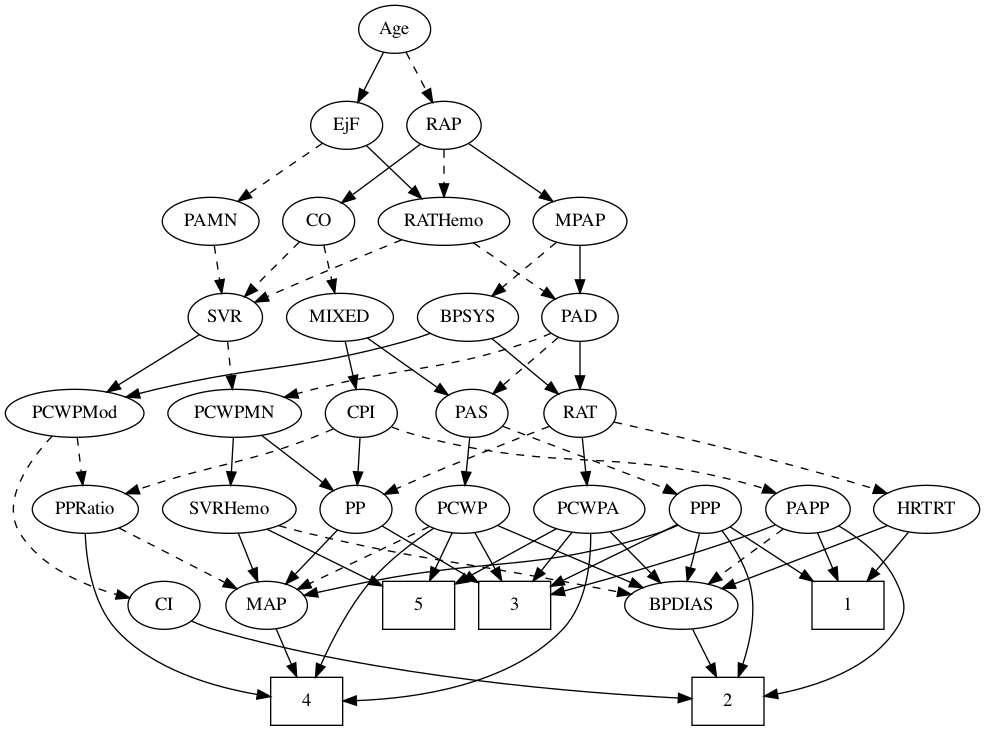 Age
EjF
RAP
PAMN
CO
RATHemo
MPAP
SVR
MIXED
BPSYS
PAD
PCWPMod
PCWPMN
CPI
PAS
RAT
PPRatio
SVRHemo
PP
PCWP
PCWPA
PPP
PAPP
HRTRT
CI
MAP
5
3
BPDIAS
1
4
2